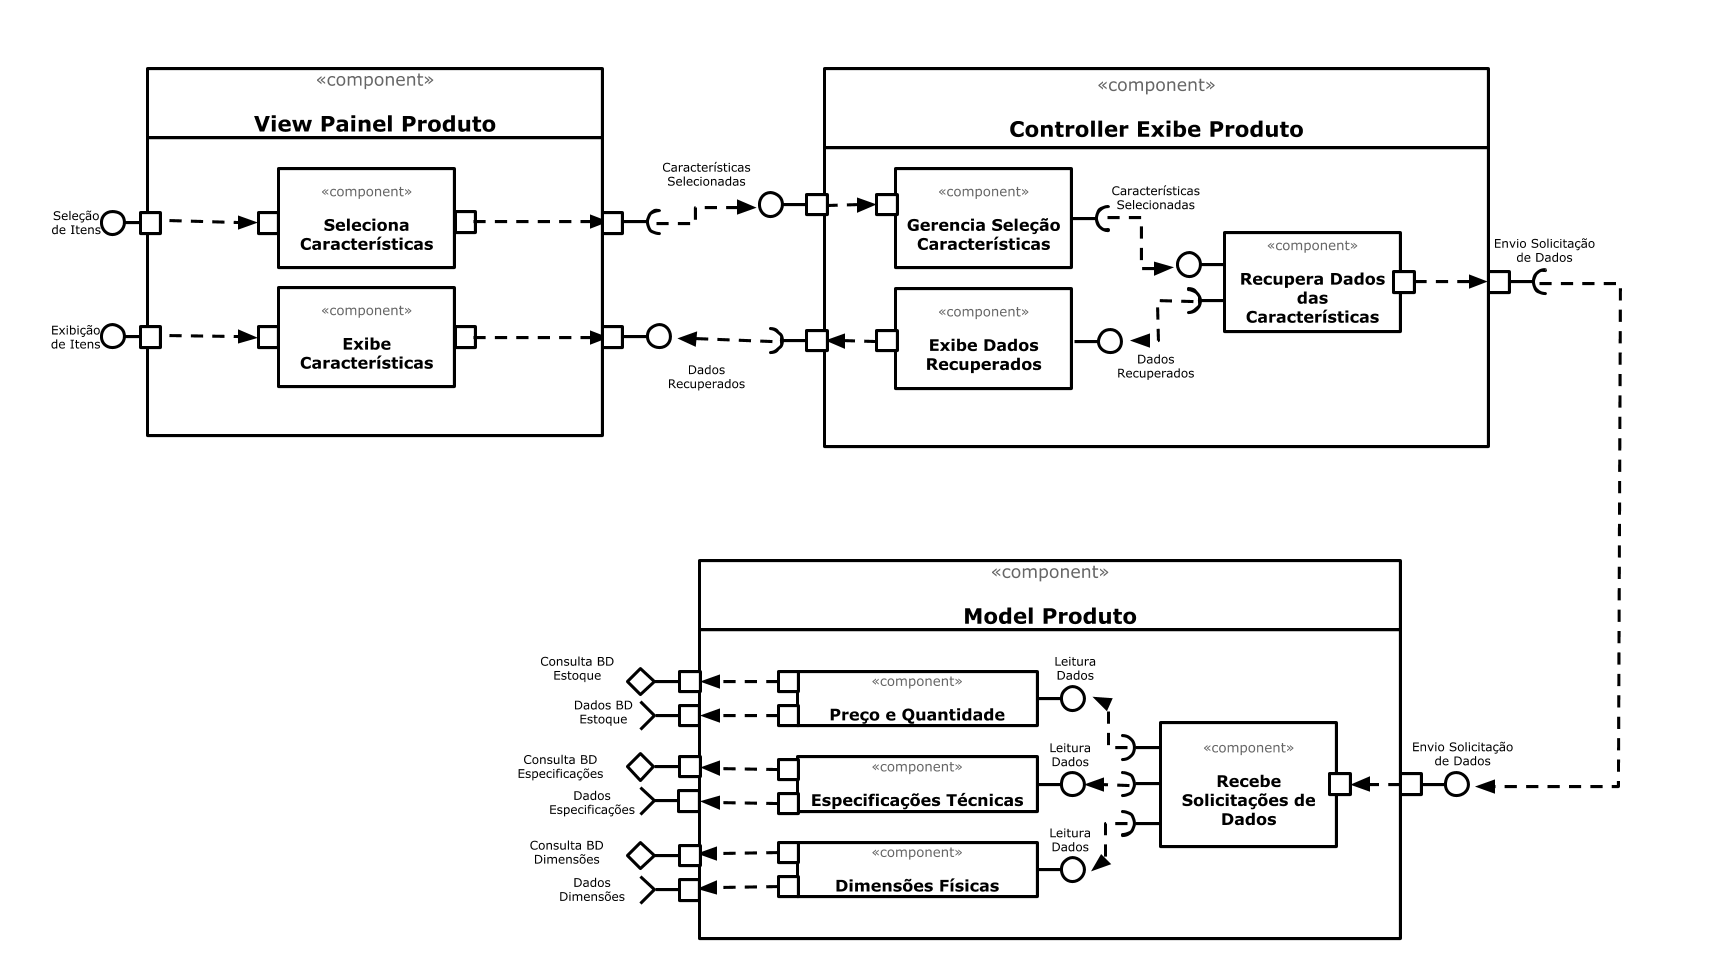 «component»
View Painel Produto
Seleção
de Itens
«component»
Seleciona
Características
Exibição
de Itens
«component»
Exibe
Características
Características
Selecionadas
Dados
Recuperados
«component»
Controller Exibe Produto
«component»
Gerencia Seleção
Características
Características
Selecionadas
«component»
Recupera Dados
das
Características
«component»
Exibe Dados
Recuperados
Dados
Recuperados
Envio Solicitação
de Dados
«component»
Model Produto
Consulta BD
Estoque
Dados BD
Estoque
«component»
Preço e Quantidade
Leitura
Dados
Consulta BD
Especificações
Dados
Especificações
«component»
Especificações Técnicas
Leitura
Dados
Consulta BD
Dimensões
Dados
Dimensões
«component»
Dimensões Físicas
Leitura
Dados
«component»
Recebe
Solicitações de
Dados
Envio Solicitação
de Dados